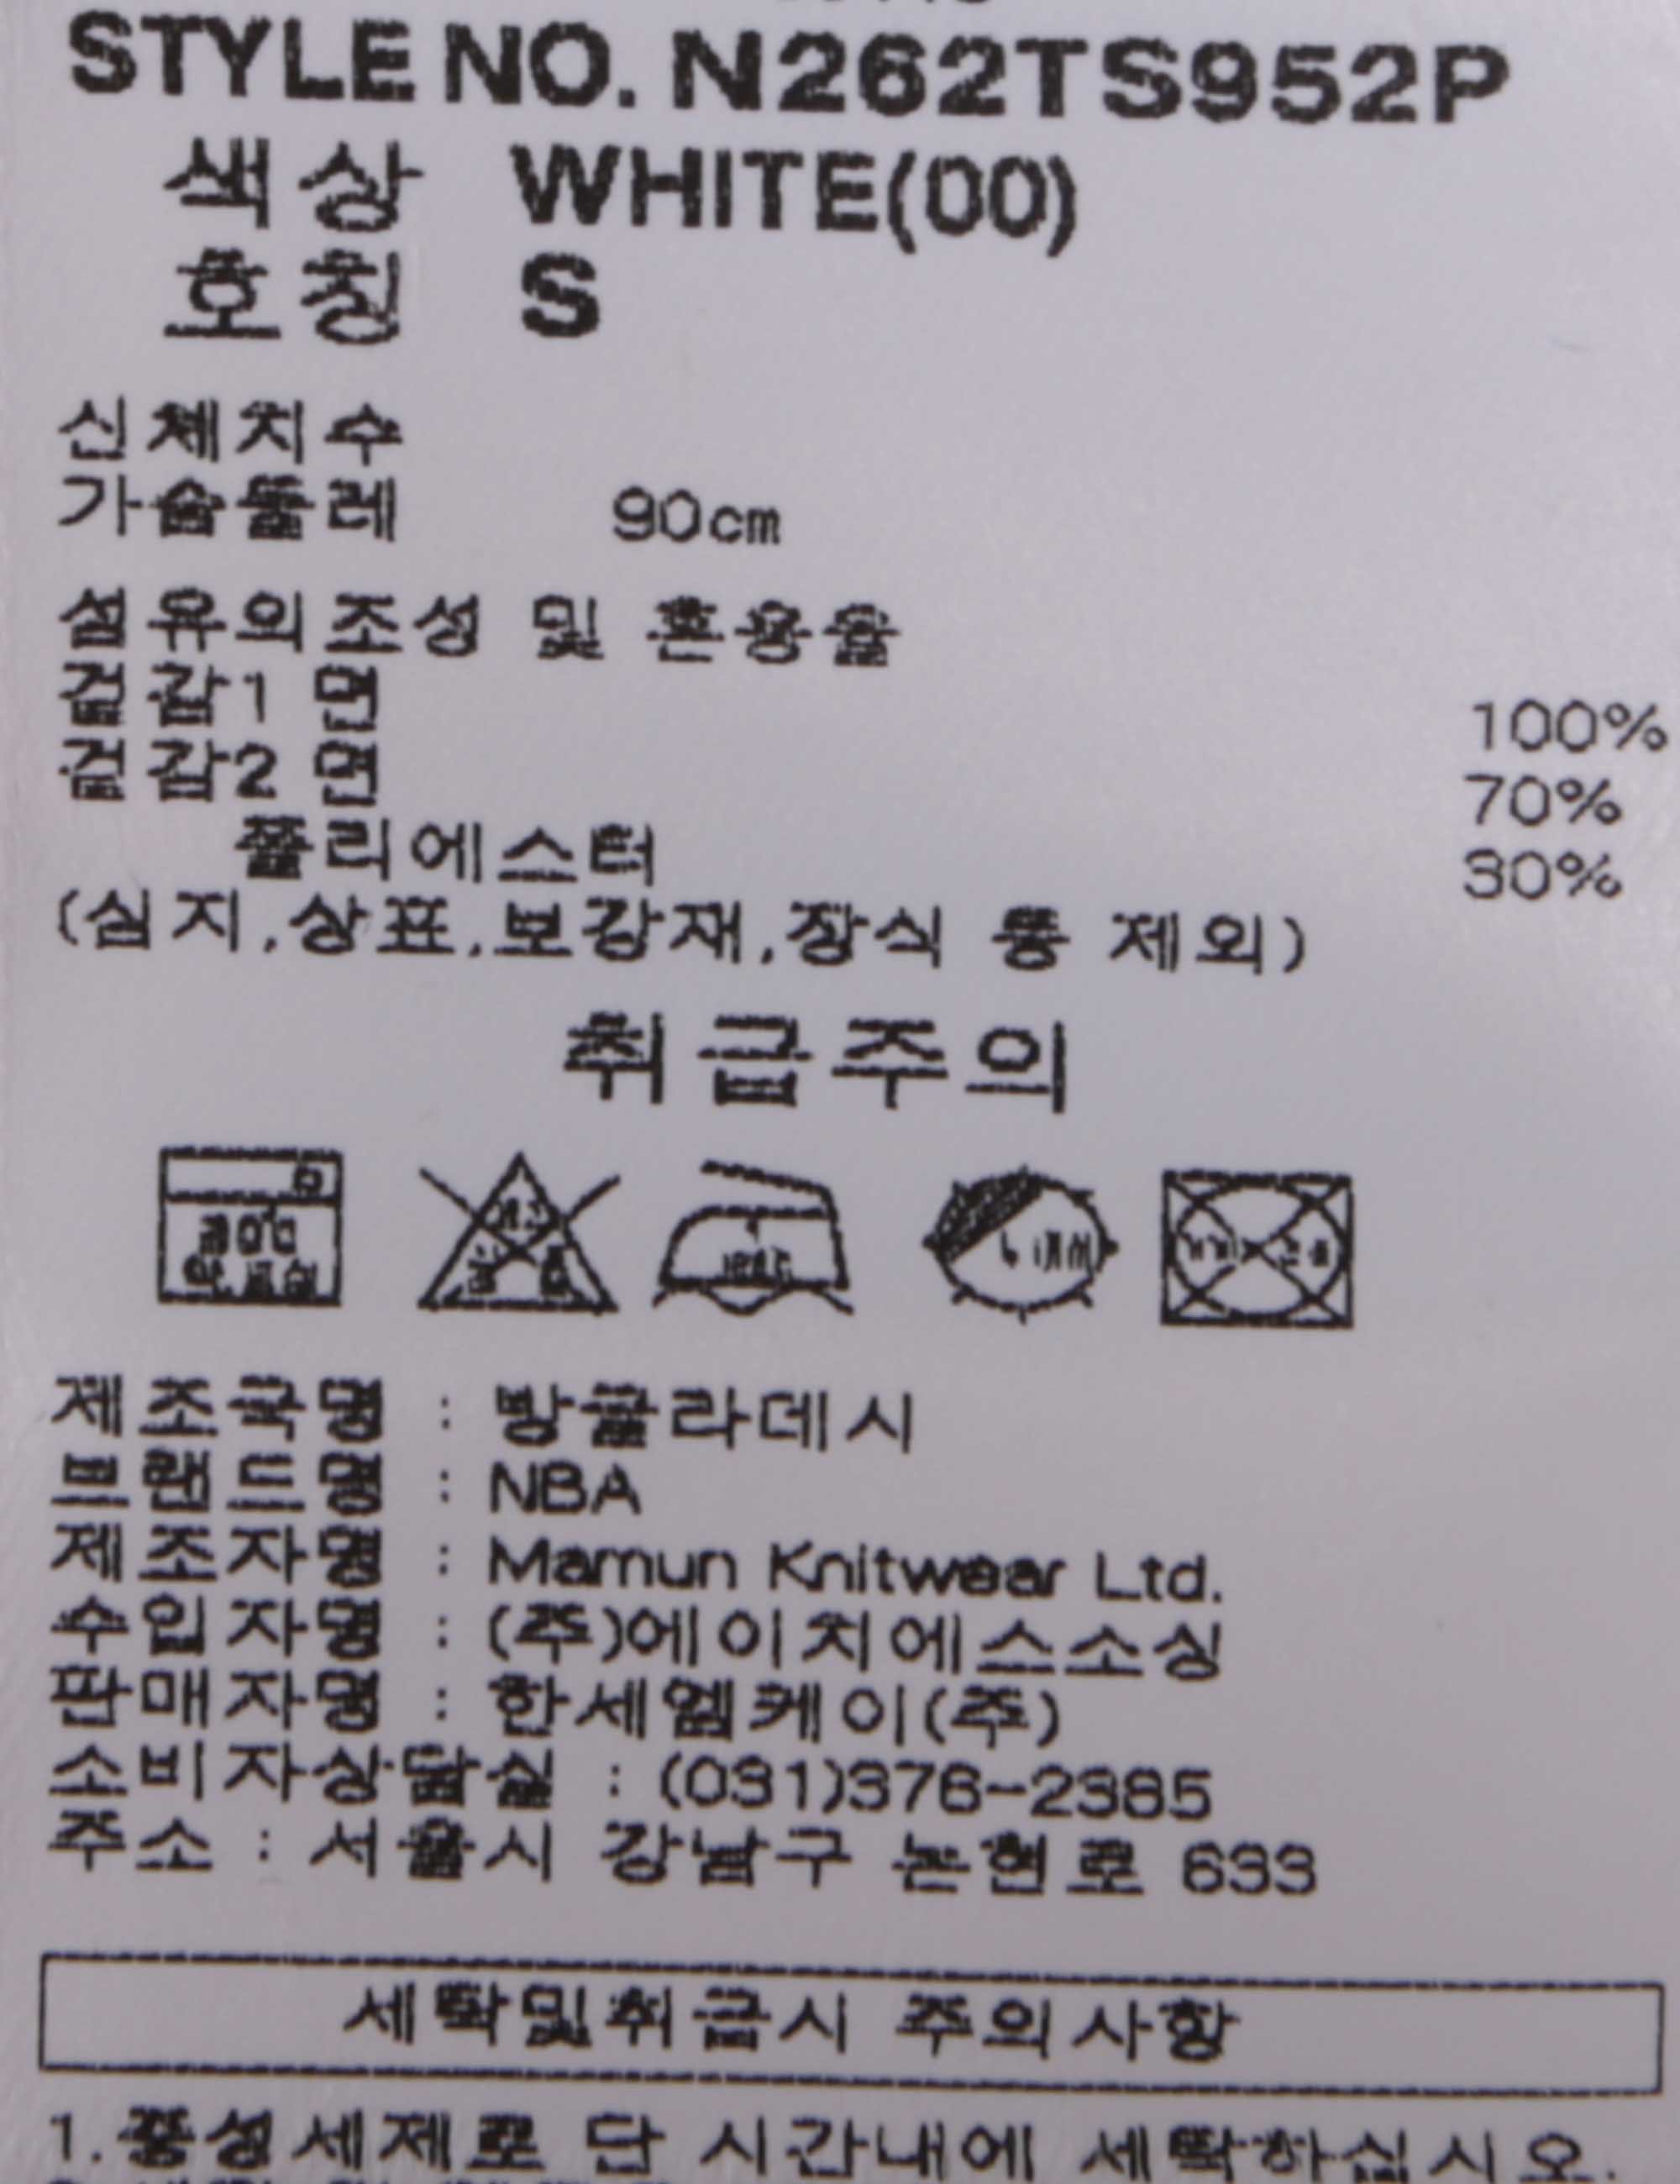 STYLE NO. N262TS952P
색상 WHITE(00)
호칭 S
신체치수
가슴둘레 90cm
섬유의조성 및 혼용율
겉감1 면 100%
겉감2 면 70%
폴리에스터 30%
(심지,상표,보강재,장식 등 제외)
취급주의
제조국명 : 방글라데시
브랜드명 : NBA
제조자명 : Mamun Knitwear Ltd.
수입자명 : (주)에이치에스소싱
판매자명 : 한세엠케이(주)
소비자상담실 : (031)376-2385
주소 : 서울시 강남구 논현로 633
세탁및취급시 주의사항
1.중성세제로 단 시간내에 세탁하십시오.